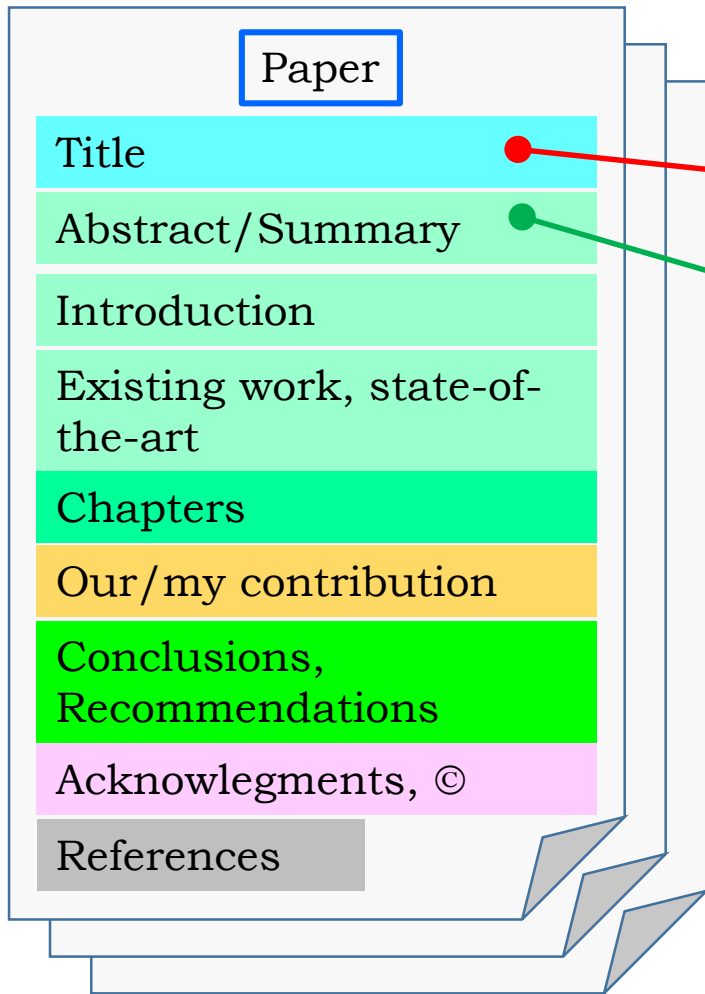 Paper
Title
Abstract/Summary
Introduction
Existing work, state-of-
the-art
Chapters
Our/my contribution
Conclusions,
Recommendations
Acknowlegments, ©
References